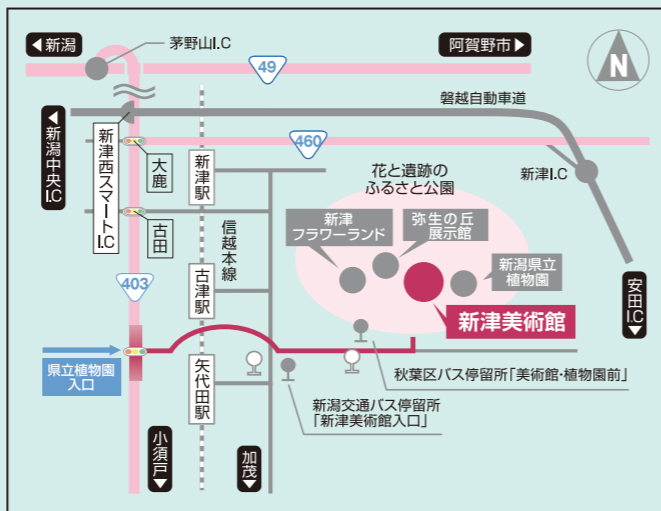 ◀新潟
茅野山I.C
阿賀野市▶
49
N
磐越自動車道
◀新潟中央I.C
新津西スマートI.C
460
大鹿
新津駅
花と遺跡の
ふるさと公園
新津I.C
古田
信越本線
新津
フラワーランド
弥生の丘
展示館
新潟県立
植物園
403
古津駅
新津美術館
安田I.C▶
県立植物園
入口
矢代田駅
秋葉区バス停留所「美術館・植物園前」
新潟交通バス停留所
「新津美術館入口」
小須戸▶
加茂▶